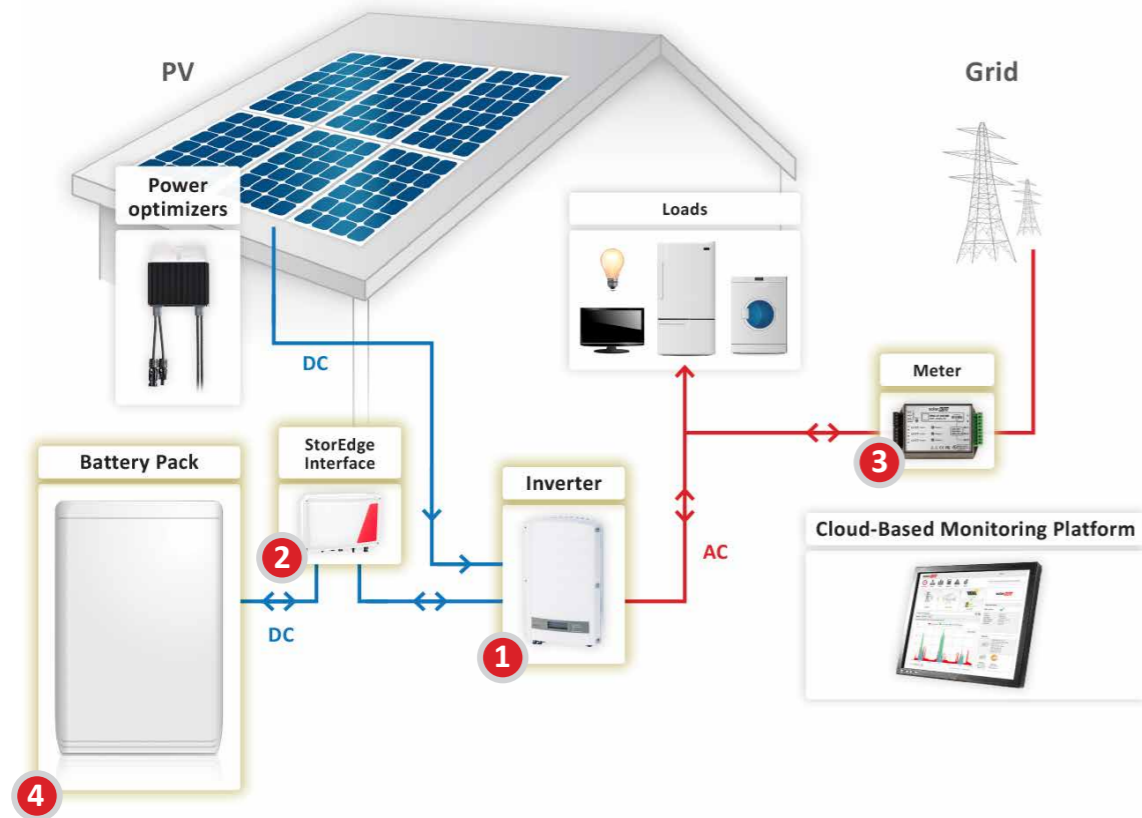 PV
Grid
Power
optimizers
Loads
DC
Meter
3
Battery Pack
StorEdge
Interface
Inverter
2
AC
Cloud-Based Monitoring Platform
DC
1
4